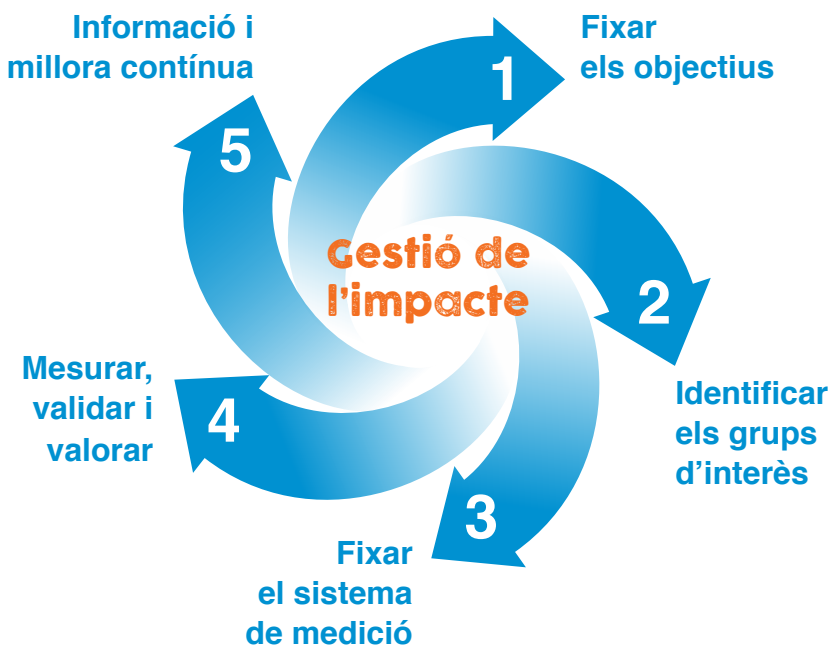 Gestió de
l'impacte
1
Fixar
els objectius
2
Identificar
els grups
d'interès
3
Fixar
el sistema
de medició
4
Mesurar,
validar i
valorar
5
Informació i
millora contínua